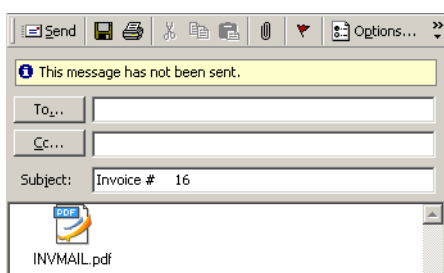 Send Options...
This message has not been sent.
To...
Cc...
Subject: Invoice # 16
PDF
INVMAIL.pdf